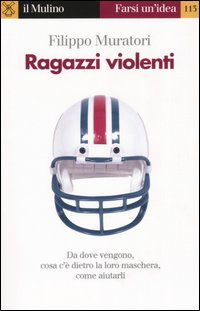 il Mulino
Farsi un'idea
115
Filippo Muratori
Ragazzi violenti
Da dove vengono,
cosa c'è dietro la loro maschera,
come aiutarli